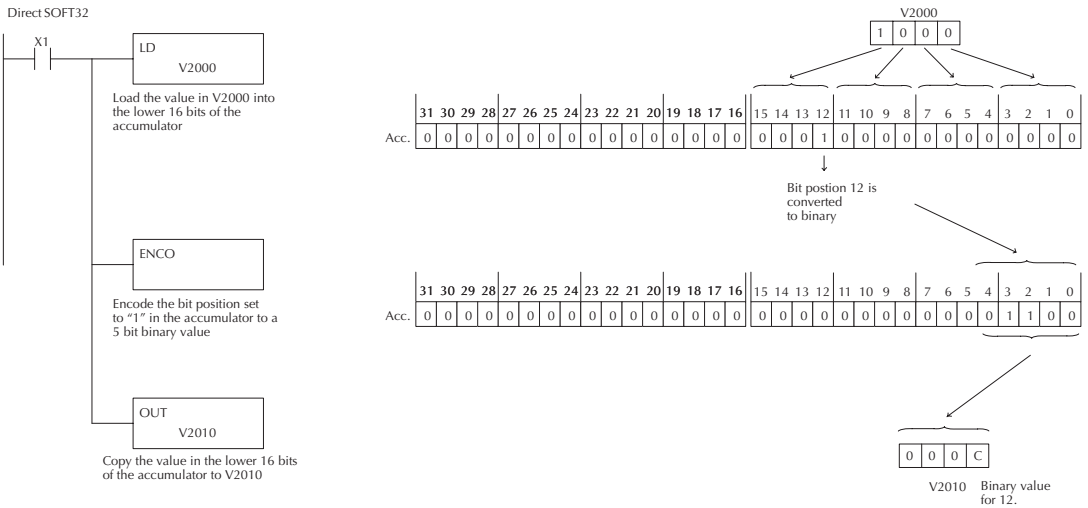 Direct SOFT32
X1
LD
V2000
Load the value in V2000 into
the lower 16 bits of the
accumulator
V2000
1 0 0 0
31 30 29 28 27 26 25 24 23 22 21 20 19 18 17 16 15 14 13 12 11 10 9 8 7 6 5 4 3 2 1 0
Acc. 0 0 0 0 0 0 0 0 0 0 0 0 0 0 0 0 0 0 0 1 0 0 0 0 0 0 0 0 0 0 0 0
Bit postion 12 is
converted
to binary
ENCO
Encode the bit position set
to “1” in the accumulator to a
5 bit binary value
31 30 29 28 27 26 25 24 23 22 21 20 19 18 17 16 15 14 13 12 11 10 9 8 7 6 5 4 3 2 1 0
Acc. 0 0 0 0 0 0 0 0 0 0 0 0 0 0 0 0 0 0 0 0 0 0 0 0 0 0 0 0 1 1 0 0
OUT
V2010
Copy the value in the lower 16 bits
of the accumulator to V2010
0 0 0 C
V2010 Binary value
for 12.